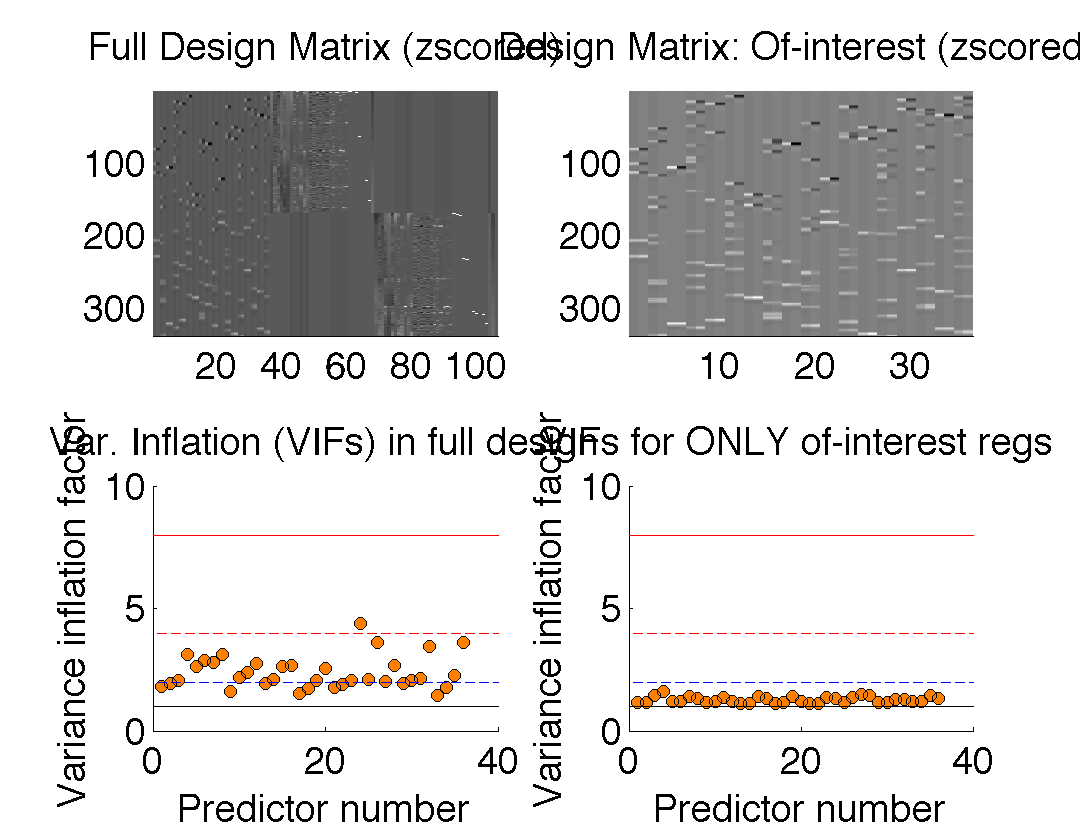 Full Design Matrix (zscored)
Design Matrix: Of-interest (zscored
100
200
300
20 40 60 80 100
100
200
300
10 20 30
Var. Inflation (VIFs) in full design
VIFs for ONLY of-interest regs
Variance inflation factor
10
5
0
0 20 40
Predictor number
Variance inflation factor
10
5
0
0 20 40
Predictor number